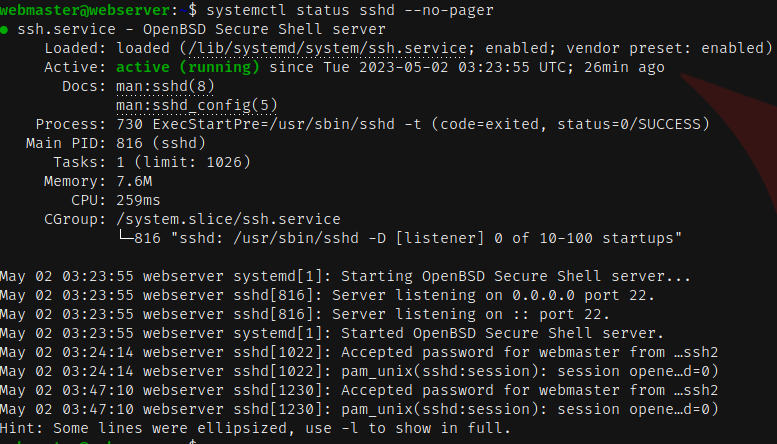 webmaster@webserver:~$ systemctl status sshd --no-pager
● ssh.service - OpenBSD Secure Shell server
     Loaded: loaded (/lib/systemd/system/ssh.service; enabled; vendor preset: enabled)
     Active: active (running) since Tue 2023-05-02 03:23:55 UTC; 26min ago
       Docs: man:sshd(8)
             man:sshd_config(5)
    Process: 730 ExecStartPre=/usr/sbin/sshd -t (code=exited, status=0/SUCCESS)
   Main PID: 816 (sshd)
      Tasks: 1 (limit: 1026)
     Memory: 7.6M
        CPU: 259ms
     CGroup: /system.slice/ssh.service
             └─816 "sshd: /usr/sbin/sshd -D [listener] 0 of 10-100 startups"

May 02 03:23:55 webserver systemd[1]: Starting OpenBSD Secure Shell server...
May 02 03:23:55 webserver sshd[816]: Server listening on 0.0.0.0 port 22.
May 02 03:23:55 webserver sshd[816]: Server listening on :: port 22.
May 02 03:23:55 webserver systemd[1]: Started OpenBSD Secure Shell server.
May 02 03:24:14 webserver sshd[1022]: Accepted password for webmaster from …ssh2
May 02 03:24:14 webserver sshd[1022]: pam_unix(sshd:session): session opene…d=0)
May 02 03:47:10 webserver sshd[1230]: Accepted password for webmaster from …ssh2
May 02 03:47:10 webserver sshd[1230]: pam_unix(sshd:session): session opene…d=0)
Hint: Some lines were ellipsized, use -l to show in full.